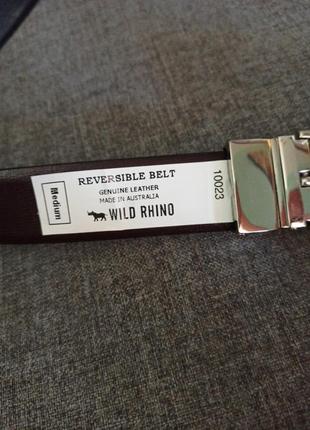 Medium
REVERSIBLE BELT
GENUINE LEATHER
MADE IN AUSTRALIA
WILD RHINO
10023